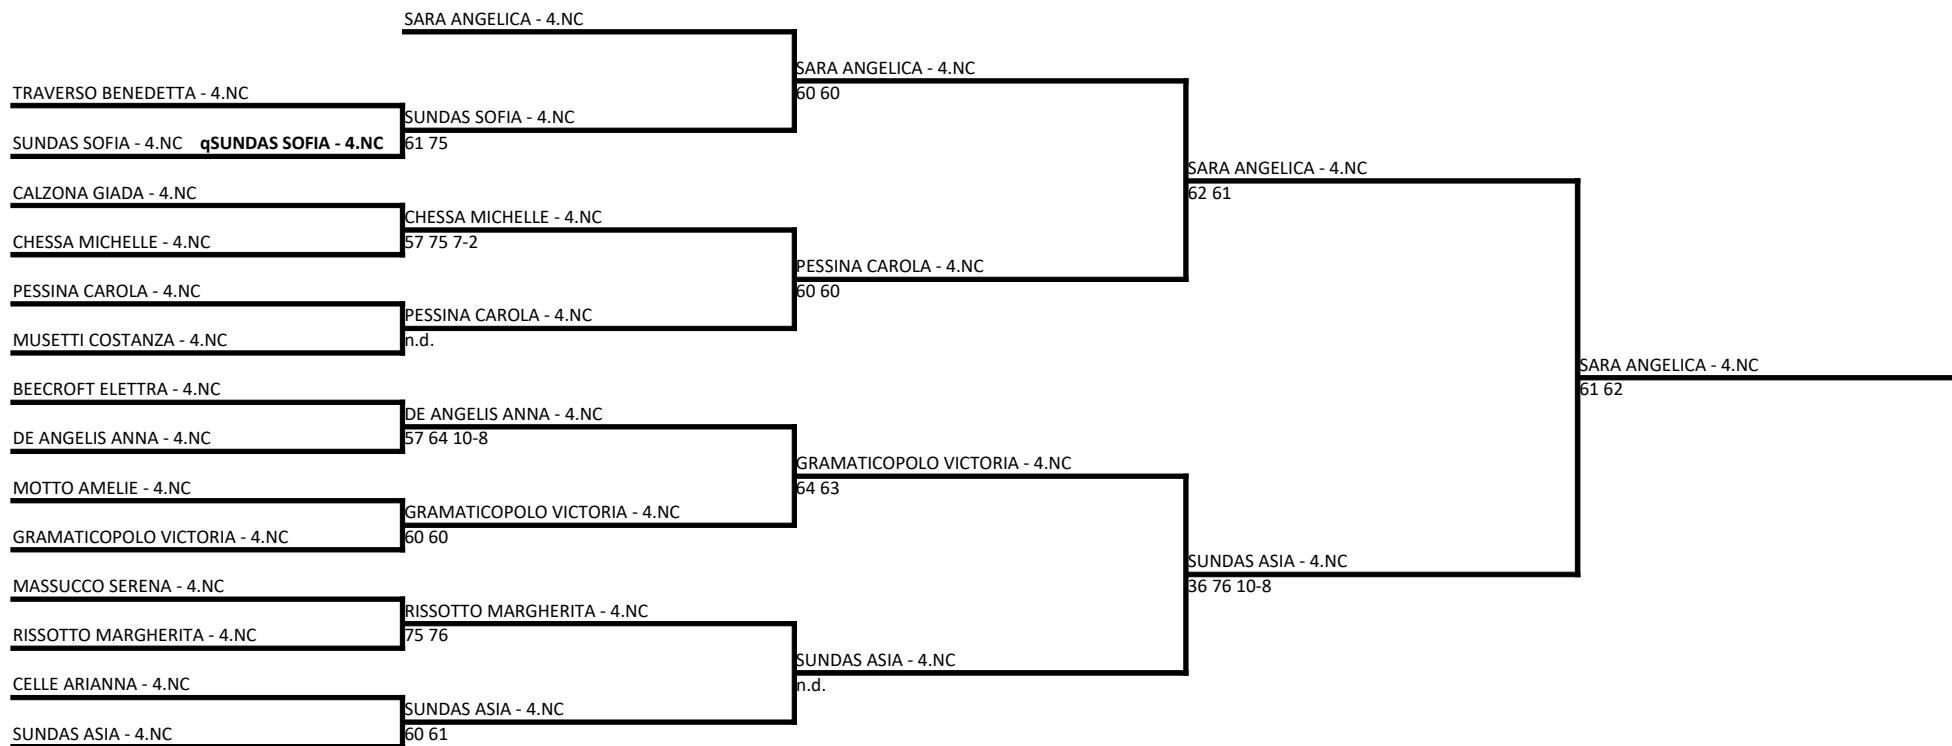 SARA ANGELICA - 4.NC
SARA ANGELICA - 4.NC
60 60
TRAVERSO BENEDETTA - 4.NC
SUNDAS SOFIA - 4.NC
SUNDAS SOFIA - 4.NC qSUNDAS SOFIA - 4.NC
61 75
SARA ANGELICA - 4.NC
62 61
CALZONA GIADA - 4.NC
CHESSA MICHELLE - 4.NC
CHESSA MICHELLE - 4.NC
57 75 7-2
PESSINA CAROLA - 4.NC
60 60
PESSINA CAROLA - 4.NC
PESSINA CAROLA - 4.NC
MUSETTI COSTANZA - 4.NC
n.d.
SARA ANGELICA - 4.NC
61 62
BEECROFT ELETTRA - 4.NC
DE ANGELIS ANNA - 4.NC
DE ANGELIS ANNA - 4.NC
57 64 10-8
GRAMATICOPOLO VICTORIA - 4.NC
64 63
MOTTO AMELIE - 4.NC
GRAMATICOPOLO VICTORIA - 4.NC
GRAMATICOPOLO VICTORIA - 4.NC
60 60
SUNDAS ASIA - 4.NC
36 76 10-8
MASSUCCO SERENA - 4.NC
RISSOTTO MARGHERITA - 4.NC
RISSOTTO MARGHERITA - 4.NC
75 76
SUNDAS ASIA - 4.NC
n.d.
CELLE ARIANNA - 4.NC
SUNDAS ASIA - 4.NC
SUNDAS ASIA - 4.NC
60 61